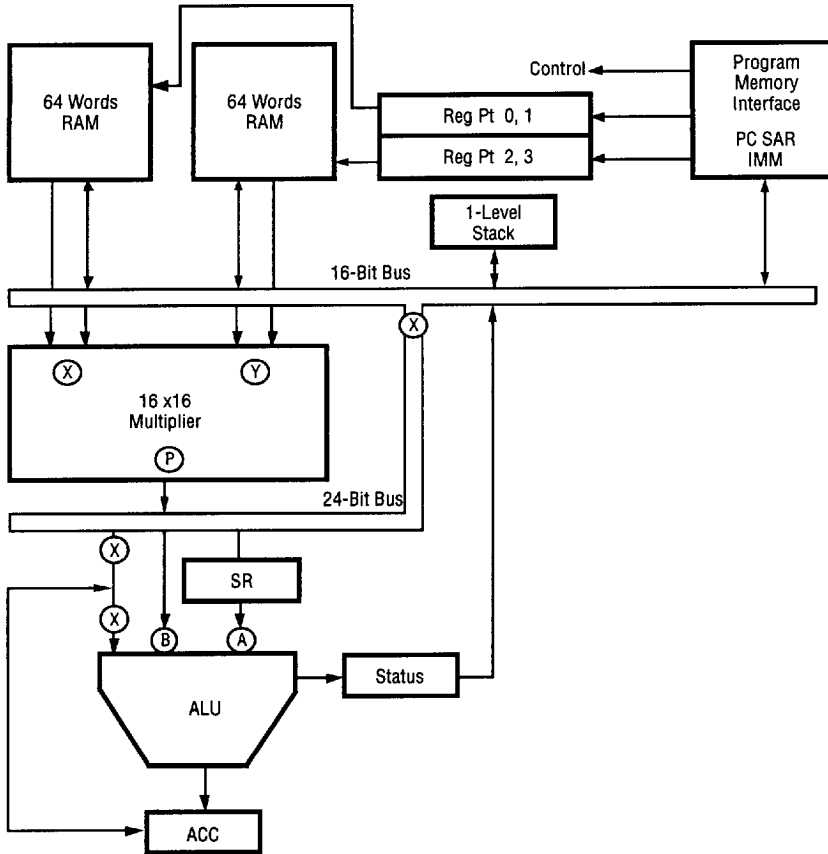 64 Words
RAM
64 Words
RAM
Control
Reg Pt 0, 1
Reg Pt 2, 3
Program
Memory
Interface
PC SAR
IMM
1-Level
Stack
16-Bit Bus
X
X
Y
16 x16
Multiplier
P
24-Bit Bus
X
SR
X
B
A
ALU
Status
ACC